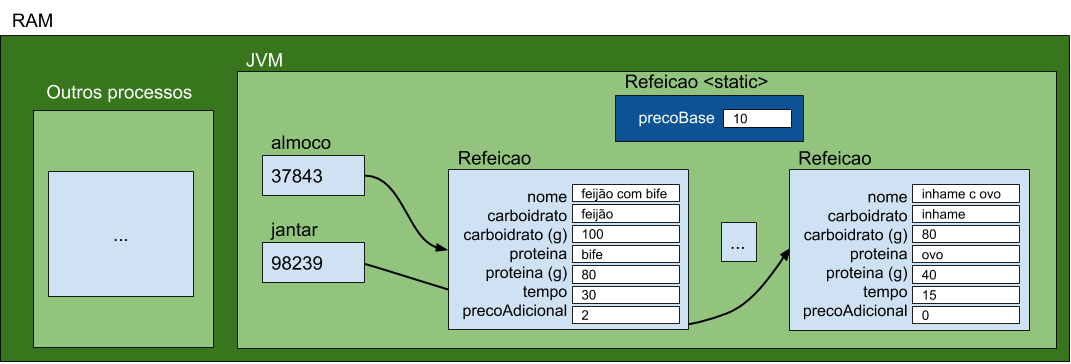 RAM
JVM
Outros processos
...
Refeicao <static>
precoBase 10
almoco
37843
jantar
98239
Refeicao
nome feijão com bife
carboidrato feijão
carboidrato (g) 100
proteina bife
proteina (g) 80
tempo 30
precoAdicional 2
...
Refeicao
nome inhame c ovo
carboidrato inhame
carboidrato (g) 80
proteina ovo
proteina (g) 40
tempo 15
precoAdicional 0